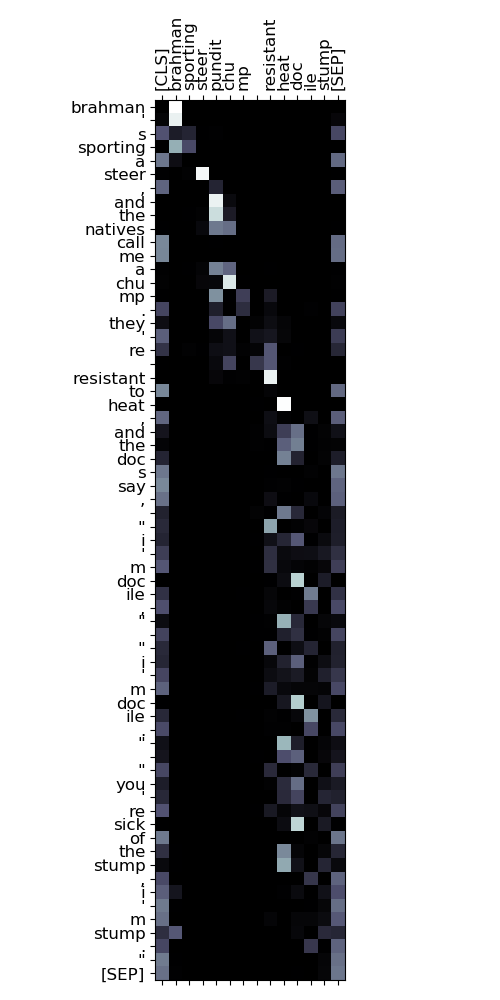 [CLS]
brahman
sporting
steer
pundit
chu
mp
resistant
heat
doc
ile
stump
[SEP]
brahman
'
s
sporting
a
steer
,
and
the
natives
call
me
a
chu
mp
.
they
'
re
resistant
to
heat
,
and
the
doc
s
say
,
"
i
'
m
doc
ile
,
"
"
i
'
m
doc
ile
.
"
"
you
'
re
sick
of
the
stump
,
i
'
m
stump
.
"
[SEP]